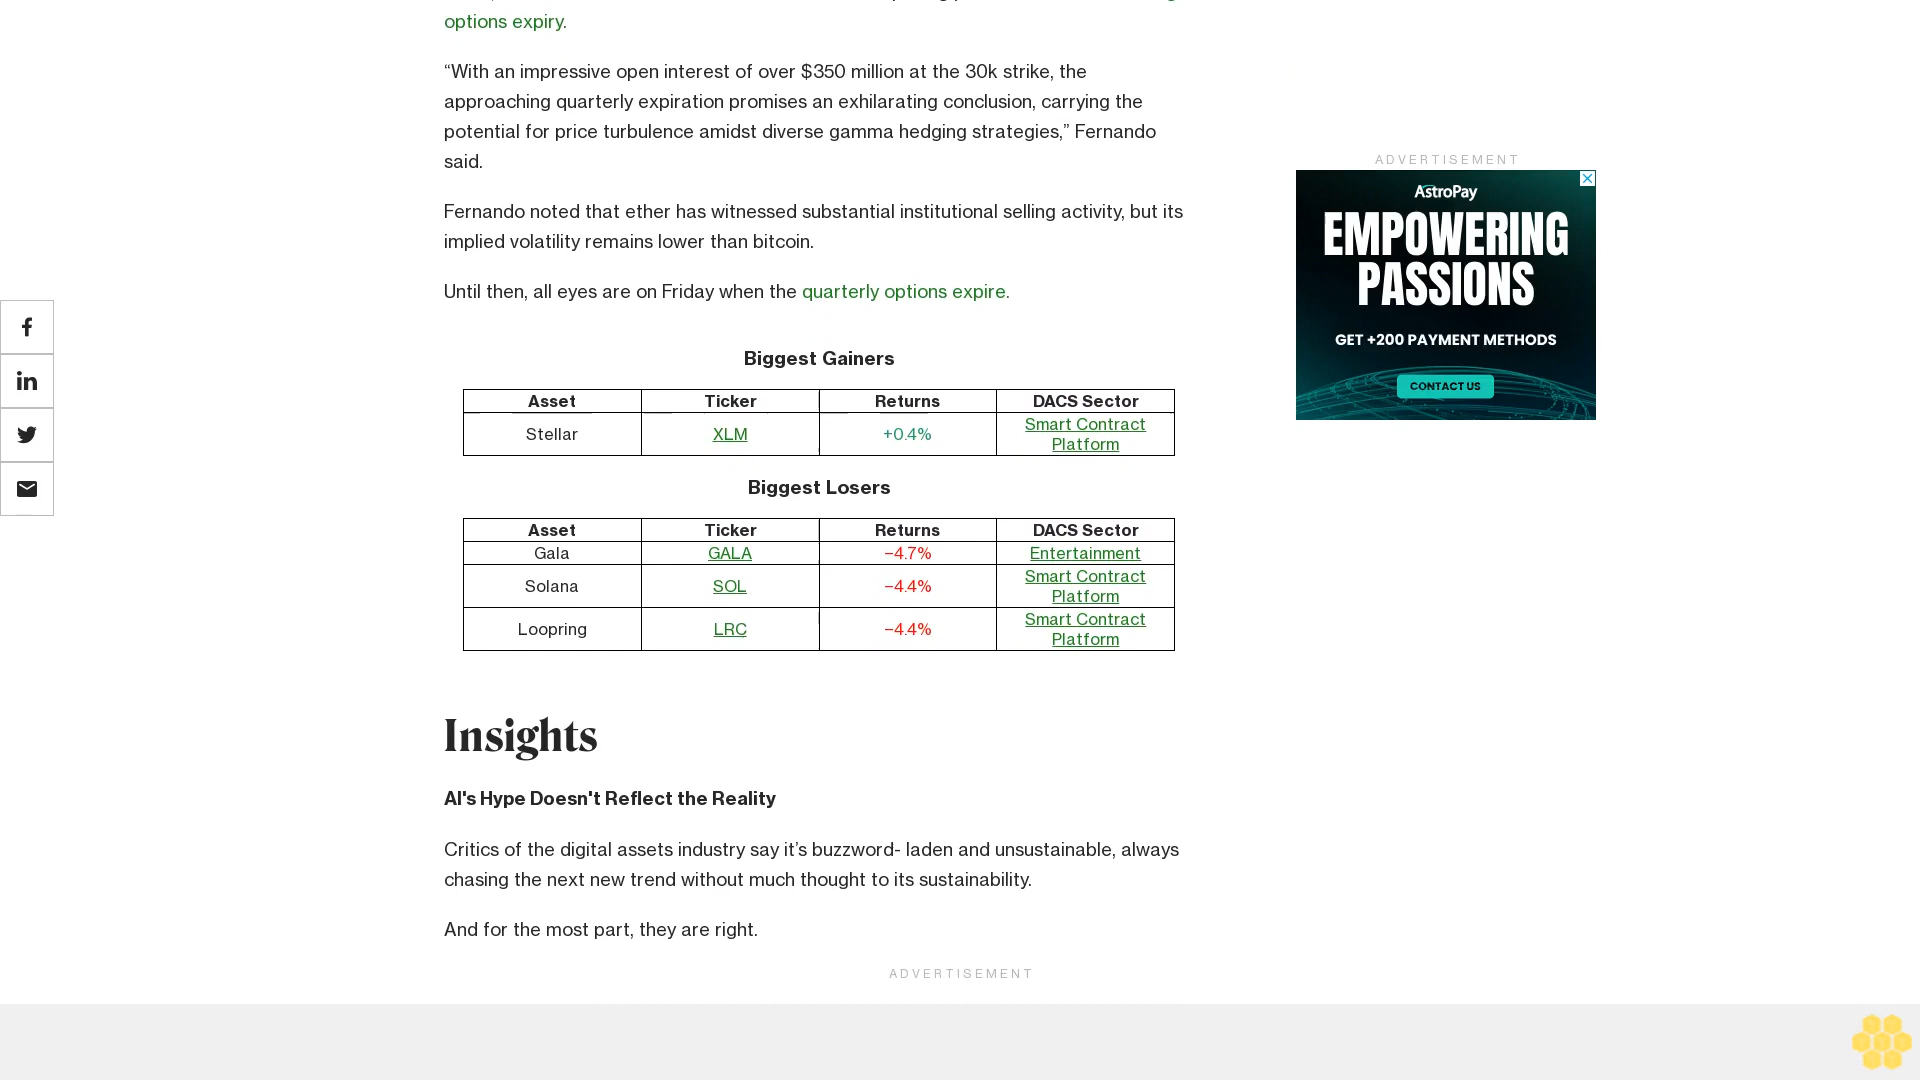 options expiry.
“With an impressive open interest of over $350 million at the 30k strike, the
approaching quarterly expiration promises an exhilarating conclusion, carrying the
potential for price turbulence amidst diverse gamma hedging strategies,” Fernando
said.
Fernando noted that ether has witnessed substantial institutional selling activity, but its
implied volatility remains lower than bitcoin.
Until then, all eyes are on Friday when the quarterly options expire.
Biggest Gainers
Asset Ticker Returns DACS Sector
Stellar XLM +0.4% Smart Contract
Platform
Biggest Losers
Asset Ticker Returns DACS Sector
Gala GALA −4.7% Entertainment
Solana SOL −4.4% Smart Contract
Platform
Loopring LRC −4.4% Smart Contract
Platform
Insights
AI's Hype Doesn't Reflect the Reality
Critics of the digital assets industry say it’s buzzword- laden and unsustainable, always
chasing the next new trend without much thought to its sustainability.
And for the most part, they are right.
ADVERTISEMENT
ADVERTISEMENT
AstroPay
EMPOWERING
PASSIONS
GET +200 PAYMENT METHODS
CONTACT US